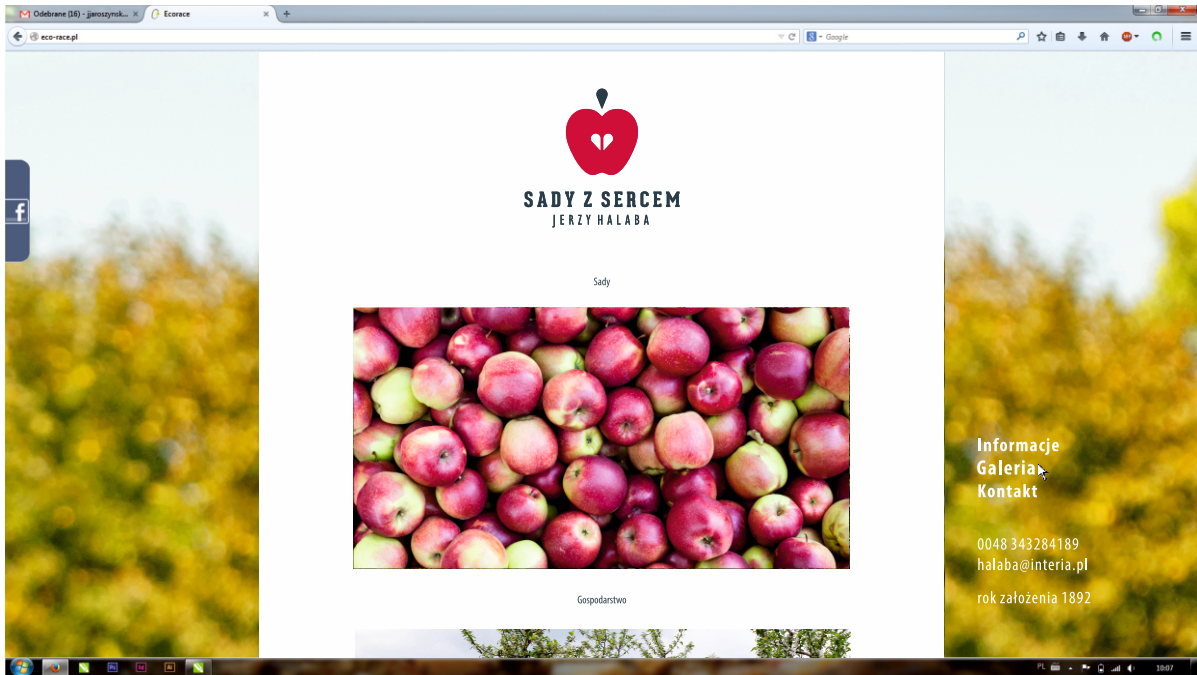 Odebrane (16) - jjaroszynsk...
Ecorace
eco-race.pl
Google
SADY Z SERCEM
JERZY HALABA
Sady
Informacje
Galeria
Kontakt
0048 343284189
halaba@interia.pl
rok założenia 1892
Gospodarstwo
PL
10:07